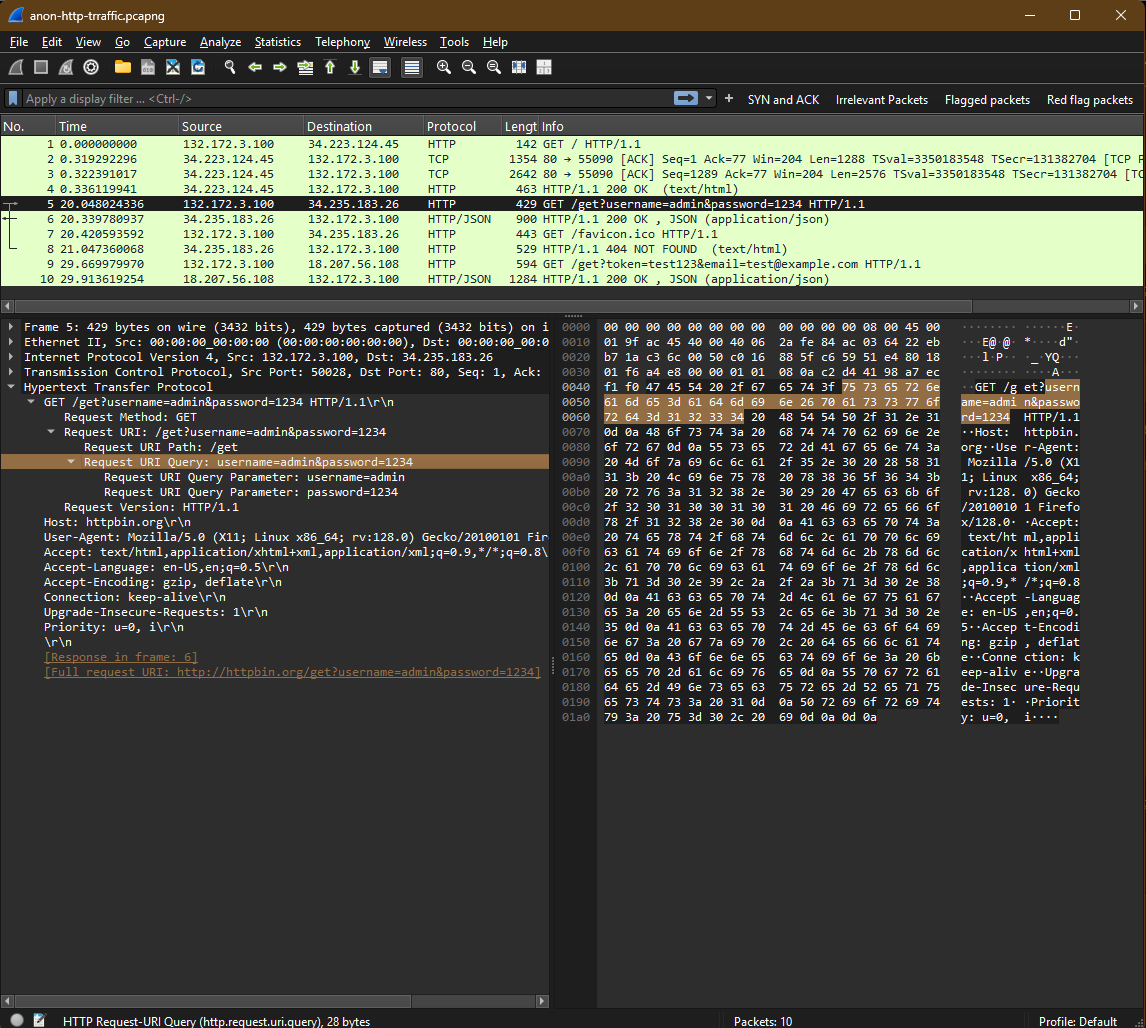 anon-http-trraffic.pcapng
File Edit View Go Capture Analyze Statistics Telephony Wireless Tools Help
Apply a display filter ... <Ctrl-/> + SYN and ACK Irrelevant Packets Flagged packets Red flag packets
No. Time Source Destination Protocol Lengt Info
1 0.000000000 132.172.3.100 34.223.124.45 HTTP 142 GET / HTTP/1.1
2 0.319292296 34.223.124.45 132.172.3.100 TCP 1354 80 → 55090 [ACK] Seq=1 Ack=77 Win=204 Len=1288 TSval=3350183548 TSecr=131382704 [TCP F
3 0.322391017 34.223.124.45 132.172.3.100 TCP 2642 80 → 55090 [ACK] Seq=1289 Ack=77 Win=204 Len=2576 TSval=3350183548 TSecr=131382704 [TC
4 0.336119941 34.223.124.45 132.172.3.100 HTTP 463 HTTP/1.1 200 OK (text/html)
5 20.048024336 132.172.3.100 34.235.183.26 HTTP 429 GET /get?username=admin&password=1234 HTTP/1.1
6 20.339780937 34.235.183.26 132.172.3.100 HTTP/JSON 900 HTTP/1.1 200 OK , JSON (application/json)
7 20.420593592 132.172.3.100 34.235.183.26 HTTP 443 GET /favicon.ico HTTP/1.1
8 21.047360068 34.235.183.26 132.172.3.100 HTTP 529 HTTP/1.1 404 NOT FOUND (text/html)
9 29.669979970 132.172.3.100 18.207.56.108 HTTP 594 GET /get?token=test123&email=test@example.com HTTP/1.1
10 29.913619254 18.207.56.108 132.172.3.100 HTTP/JSON 1284 HTTP/1.1 200 OK , JSON (application/json)
Frame 5: 429 bytes on wire (3432 bits), 429 bytes captured (3432 bits) on i
Ethernet II, Src: 00:00:00_00:00:00 (00:00:00:00:00:00), Dst: 00:00:00_00:0
Internet Protocol Version 4, Src: 132.172.3.100, Dst: 34.235.183.26
Transmission Control Protocol, Src Port: 50028, Dst Port: 80, Seq: 1, Ack:
Hypertext Transfer Protocol
GET /get?username=admin&password=1234 HTTP/1.1\r\n
Request Method: GET
Request URI: /get?username=admin&password=1234
Request URI Path: /get
Request URI Query: username=admin&password=1234
Request URI Query Parameter: username=admin
Request URI Query Parameter: password=1234
Request Version: HTTP/1.1
Host: httpbin.org\r\n
User-Agent: Mozilla/5.0 (X11; Linux x86_64; rv:128.0) Gecko/20100101 Fire
Accept: text/html,application/xhtml+xml,application/xml;q=0.9,*/*;q=0.8\
Accept-Language: en-US,en;q=0.5\r\n
Accept-Encoding: gzip, deflate\r\n
Connection: keep-alive\r\n
Upgrade-Insecure-Requests: 1\r\n
Priority: u=0, i\r\n
\r\n
[Response in frame: 6]
[Full request URI: http://httpbin.org/get?username=admin&password=1234]
0000 00 00 00 00 00 00 00 00 00 00 00 00 08 00 45 00 ········ ······E·
0010 01 9f ac 45 40 00 40 06 2a fe 84 ac 03 64 22 eb ···E@·@· *····d"·
0020 b7 1a c3 6c 00 50 c0 16 88 5f c6 59 51 e4 80 18 ···l·P·· ·_·YQ···
0030 01 f6 a4 e8 00 00 01 01 08 0a c2 d4 41 98 a7 ec ········ ····A···
0040 f1 f0 47 45 54 20 2f 67 65 74 3f 75 73 65 72 6e ··GET /g et?usern
0050 61 6d 65 3d 61 64 6d 69 6e 26 70 61 73 73 77 6f ame=admi n&passwo
0060 72 64 3d 31 32 33 34 20 48 54 54 50 2f 31 2e 31 rd=1234 HTTP/1.1
0070 0d 0a 48 6f 73 74 3a 20 68 74 74 70 62 69 6e 2e ··Host: httpbin.
0080 6f 72 67 0d 0a 55 73 65 72 2d 41 67 65 6e 74 3a org··Use r-Agent:
0090 20 4d 6f 7a 69 6c 6c 61 2f 35 2e 30 20 28 58 31 Mozilla /5.0 (X1
00a0 31 3b 20 4c 69 6e 75 78 20 78 38 36 5f 36 34 3b 1; Linux x86_64;
00b0 20 72 76 3a 31 32 38 2e 30 29 20 47 65 63 6b 6f rv:128. 0) Gecko
00c0 2f 32 30 31 30 30 31 30 31 20 46 69 72 65 66 6f /2010010 1 Firefo
00d0 78 2f 31 32 38 2e 30 0d 0a 41 63 63 65 70 74 3a x/128.0· ·Accept:
00e0 20 74 65 78 74 2f 68 74 6d 6c 2c 61 70 70 6c 69 text/ht ml,appli
00f0 63 61 74 69 6f 6e 2f 78 68 74 6d 6c 2b 78 6d 6c cation/x html+xml
0100 2c 61 70 70 6c 69 63 61 74 69 6f 6e 2f 78 6d 6c ,applica tion/xml
0110 3b 71 3d 30 2e 39 2c 2a 2f 2a 3b 71 3d 30 2e 38 ;q=0.9,* /*;q=0.8
0120 0d 0a 41 63 63 65 70 74 2d 4c 61 6e 67 75 61 67 ··Accept -Languag
0130 65 3a 20 65 6e 2d 55 53 2c 65 6e 3b 71 3d 30 2e e: en-US ,en;q=0.
0140 35 0d 0a 41 63 63 65 70 74 2d 45 6e 63 6f 64 69 5··Accep t-Encodi
0150 6e 67 3a 20 67 7a 69 70 2c 20 64 65 66 6c 61 74 ng: gzip , deflat
0160 65 0d 0a 43 6f 6e 6e 65 63 74 69 6f 6e 3a 20 6b e··Conne ction: k
0170 65 65 70 2d 61 6c 69 76 65 0d 0a 55 70 67 72 61 eep-aliv e··Upgra
0180 64 65 2d 49 6e 73 65 63 75 72 65 2d 52 65 71 75 de-Insec ure-Requ
0190 65 73 74 73 3a 20 31 0d 0a 50 72 69 6f 72 69 74 ests: 1· ·Priorit
01a0 79 3a 20 75 3d 30 2c 20 69 0d 0a 0d 0a y: u=0, i····
HTTP Request-URI Query (http.request.uri.query), 28 bytes Packets: 10 Profile: Default